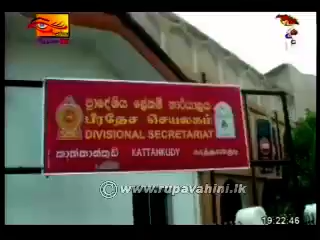 ප්‍රාදේශීය ලේකම් කාර්යාලය
பிரதேச செயலகம்
DIVISIONAL SECRETARIAT
KATTANKUDY
www.rupavahini.lk
19:22:46